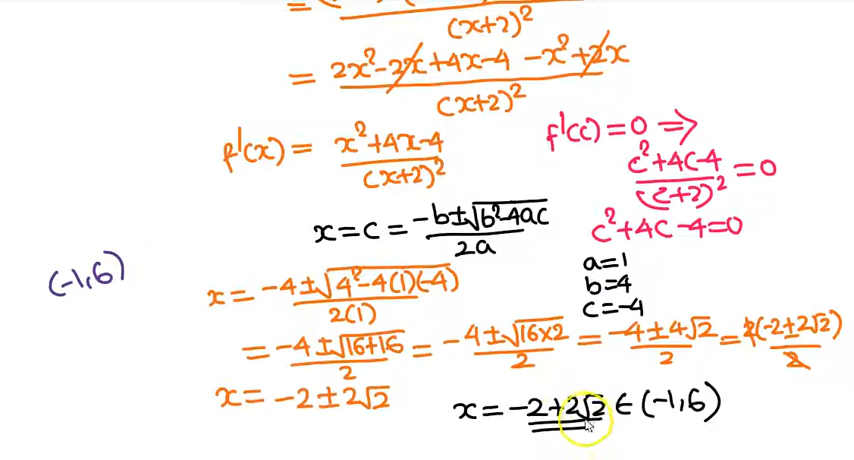 (x+2)²
= 2x²-2x+4x-4 -x²+2x
(x+2)²
f'(x) = x²+4x-4
(x+2)²
f'(c)=0 ⇒
c²+4c-4 = 0
(c+2)²
c²+4c-4=0
x=c= -b±√b²-4ac
2a
a=1
b=4
c=-4
(-1,6)
x= -4±√4²-4(1)(-4)
2(1)
= -4±√16+16 = -4±√16×2 = -4±4√2 = 2(-2±2√2)
2 2 2 2
x= -2±2√2
x=-2+2√2 ∈ (-1,6)